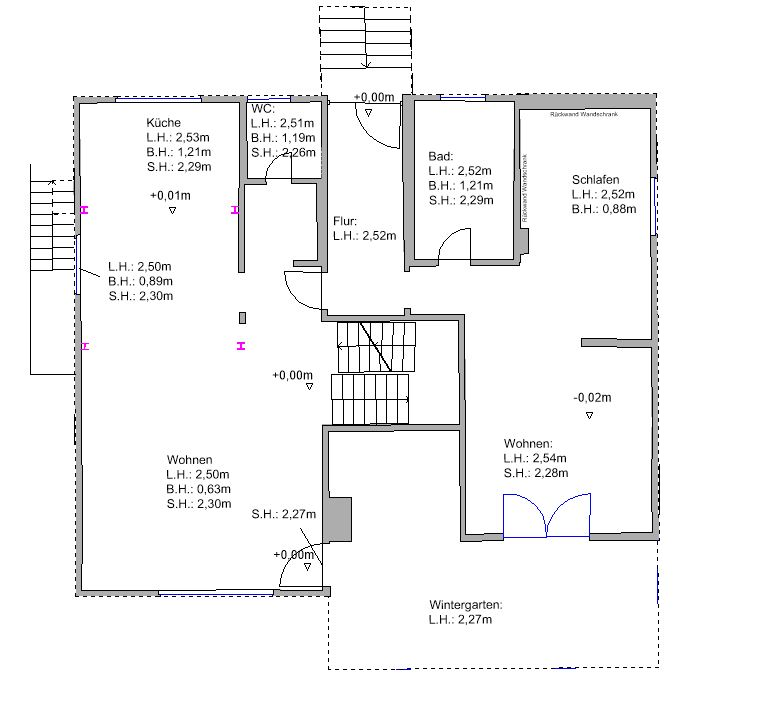 +0,00m
WC:
L.H.: 2,51m
B.H.: 1,19m
S.H.: 2,26m
Küche
L.H.: 2,53m
B.H.: 1,21m
S.H.: 2,29m
+0,01m
Rückwand Wandschrank
Rückwand Wandschrank
Bad:
L.H.: 2,52m
B.H.: 1,21m
S.H.: 2,29m
Schlafen
L.H.: 2,52m
B.H.: 0,88m
Flur:
L.H.: 2,52m
L.H.: 2,50m
B.H.: 0,89m
S.H.: 2,30m
+0,00m
-0,02m
Wohnen
L.H.: 2,50m
B.H.: 0,63m
S.H.: 2,30m
Wohnen:
L.H.: 2,54m
S.H.: 2,28m
S.H.: 2,27m
+0,00m
Wintergarten:
L.H.: 2,27m